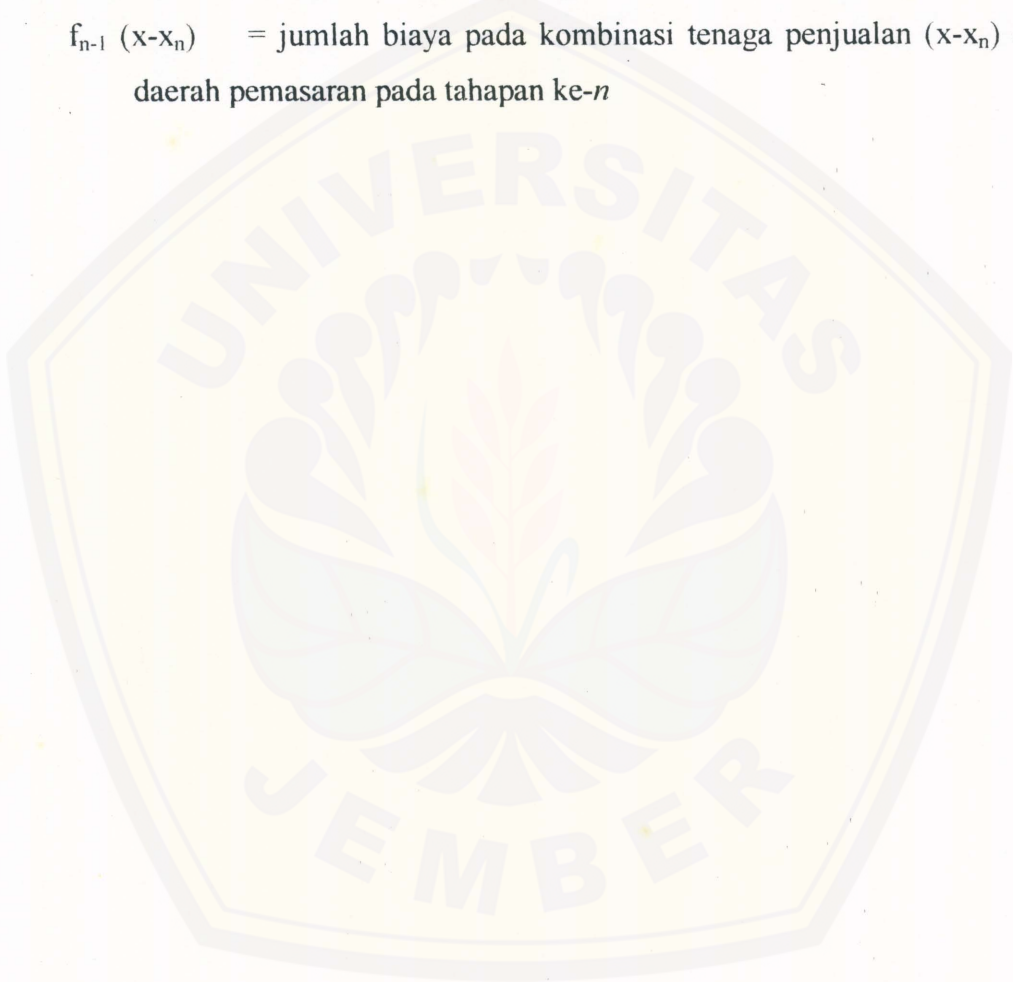 fₙ₋₁ (x-xₙ) = jumlah biaya pada kombinasi tenaga penjualan (x-xₙ)
daerah pemasaran pada tahapan ke-n
UNIVERSITAS
JEMBER